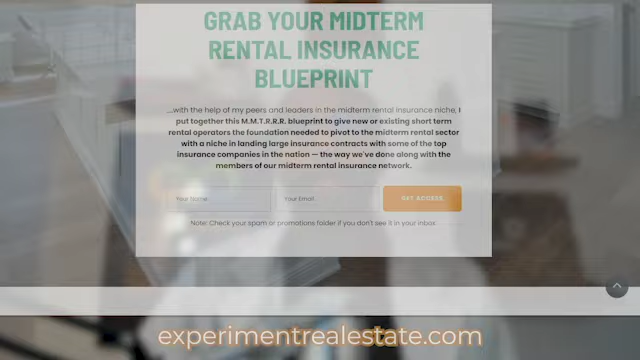 GRAB YOUR MIDTERM
RENTAL INSURANCE
BLUEPRINT
...with the help of my peers and leaders in the midterm rental insurance niche, I
put together this M.M.T.R.R.R. blueprint to give new or existing short term
rental operators the foundation needed to pivot to the midterm rental sector
with a niche in landing large insurance contracts with some of the top
insurance companies in the nation — the way we've done along with the
members of our midterm rental insurance network.
Your Name
Your Email
GET ACCESS
Note: Check your spam or promotions folder if you don't see it in your inbox.
experimentrealestate.com